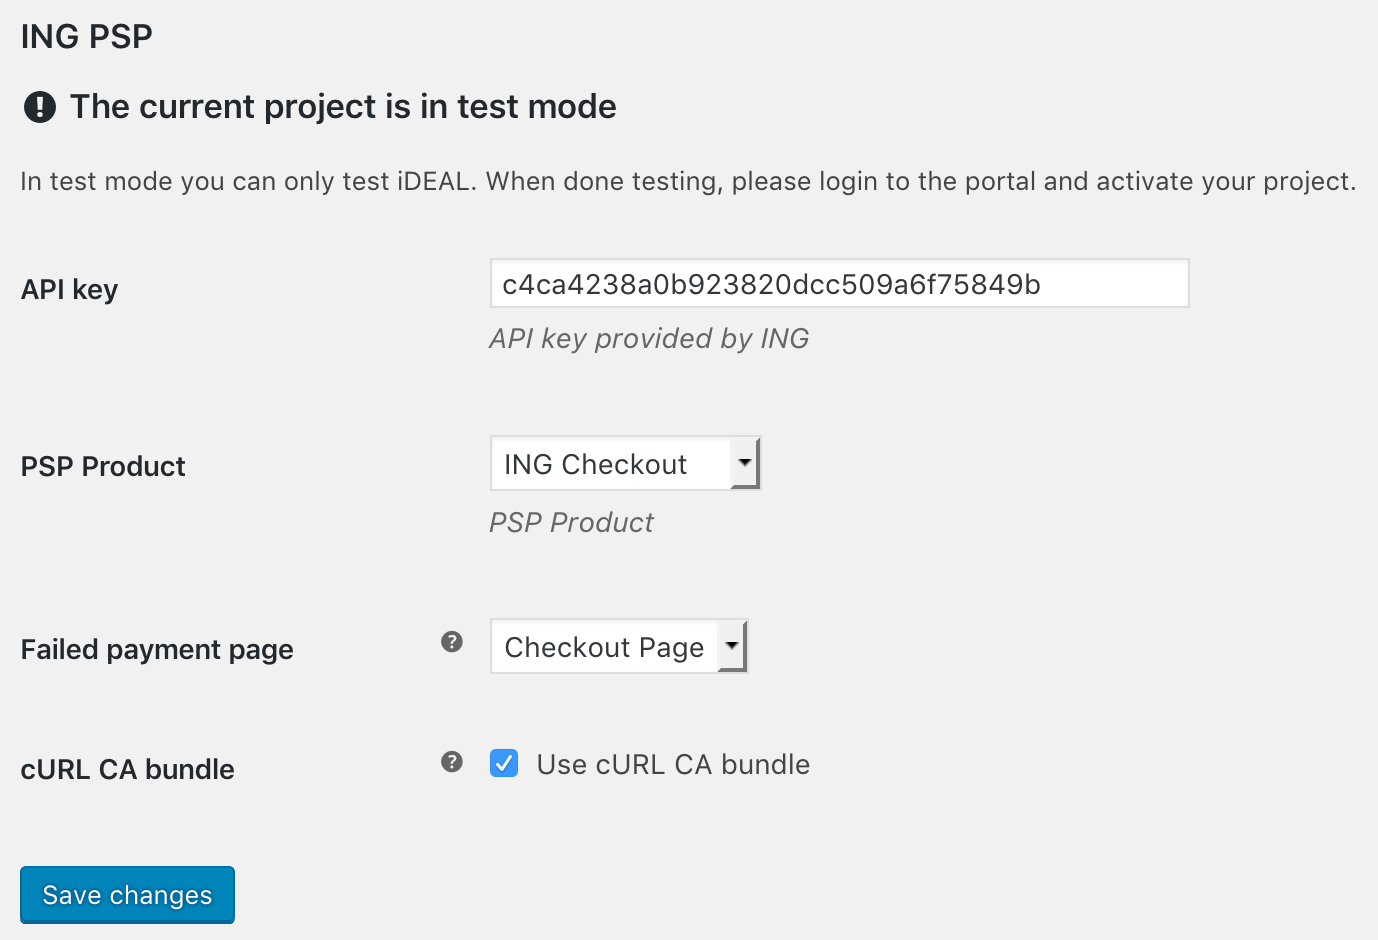 ING PSP
The current project is in test mode
In test mode you can only test iDEAL. When done testing, please login to the portal and activate your project.
API key
c4ca4238a0b923820dcc509a6f75849b
API key provided by ING
PSP Product
ING Checkout
PSP Product
Failed payment page
Checkout Page
cURL CA bundle
Use cURL CA bundle
Save changes